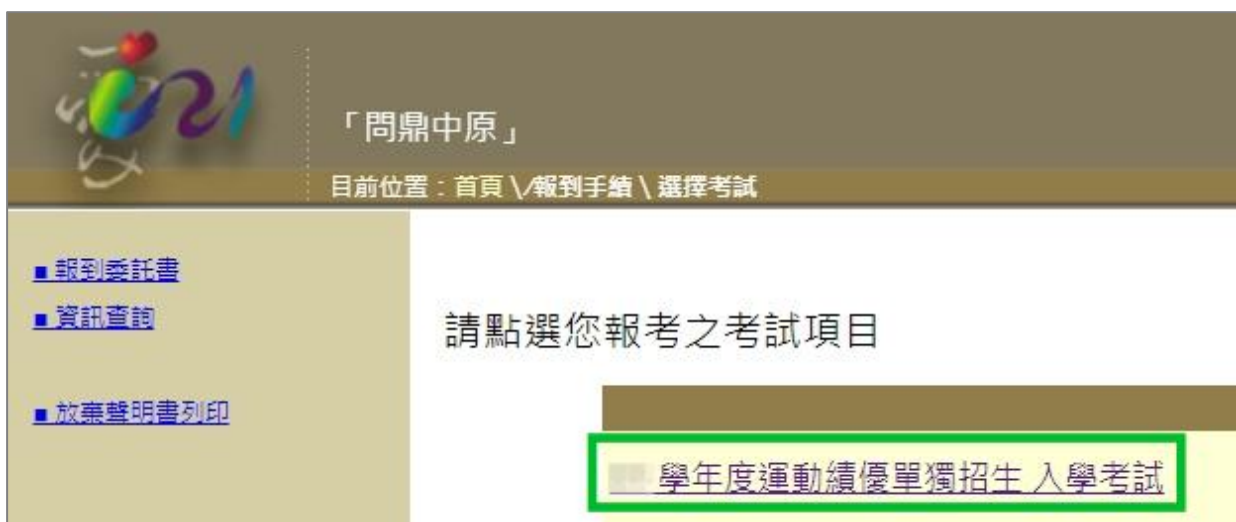 i21
「問鼎中原」
目前位置：首頁 \╱報到手續 \ 選擇考試
■ 報到委託書
■ 資訊查詢
■ 放棄聲明書列印
請點選您報考之考試項目
學年度運動績優單獨招生 入學考試